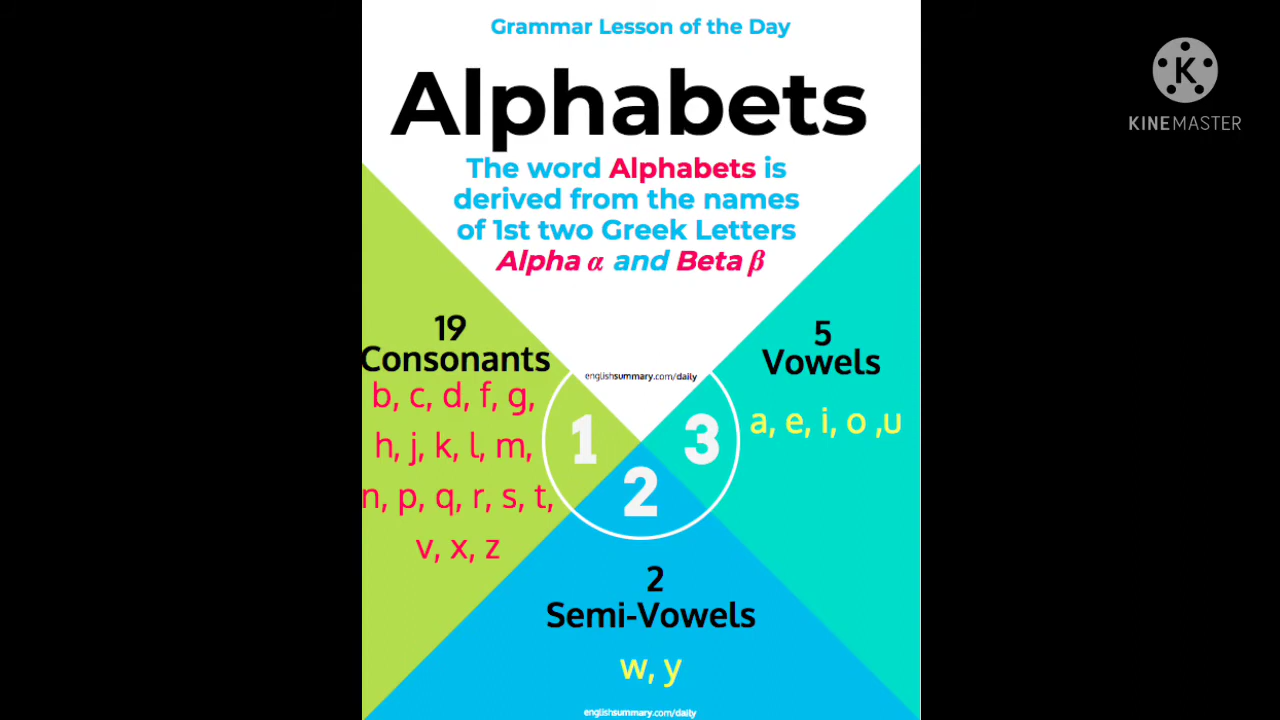 Grammar Lesson of the Day
Alphabets
The word Alphabets is
derived from the names
of 1st two Greek Letters
Alpha α and Beta β
K
KINEMASTER
19
Consonants
b, c, d, f, g,
h, j, k, l, m,
n, p, q, r, s, t,
v, x, z
1
englishsummary.com/daily
2
3
5
Vowels
a, e, i, o ,u
2
Semi-Vowels
w, y
englishsummary.com/daily